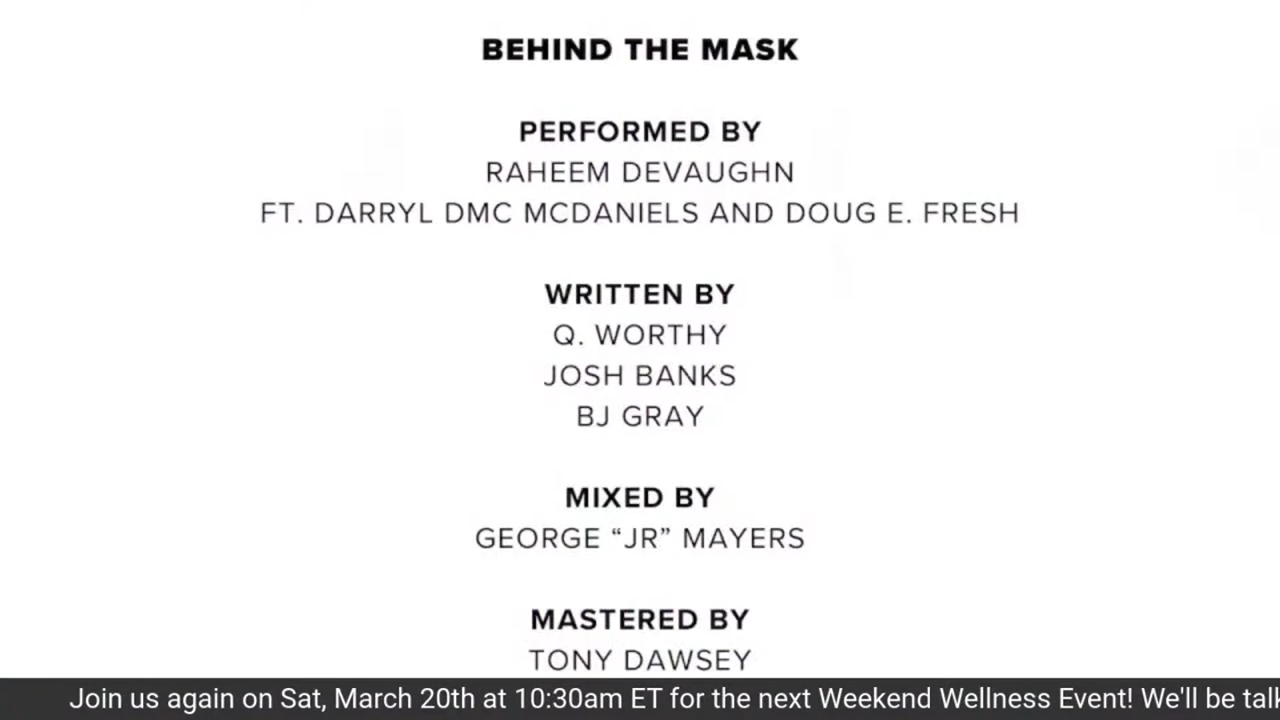 BEHIND THE MASK
PERFORMED BY
RAHEEM DEVAUGHN
FT. DARRYL DMC MCDANIELS AND DOUG E. FRESH
WRITTEN BY
Q. WORTHY
JOSH BANKS
BJ GRAY
MIXED BY
GEORGE “JR” MAYERS
MASTERED BY
TONY DAWSEY
Join us again on Sat, March 20th at 10:30am ET for the next Weekend Wellness Event! We'll be